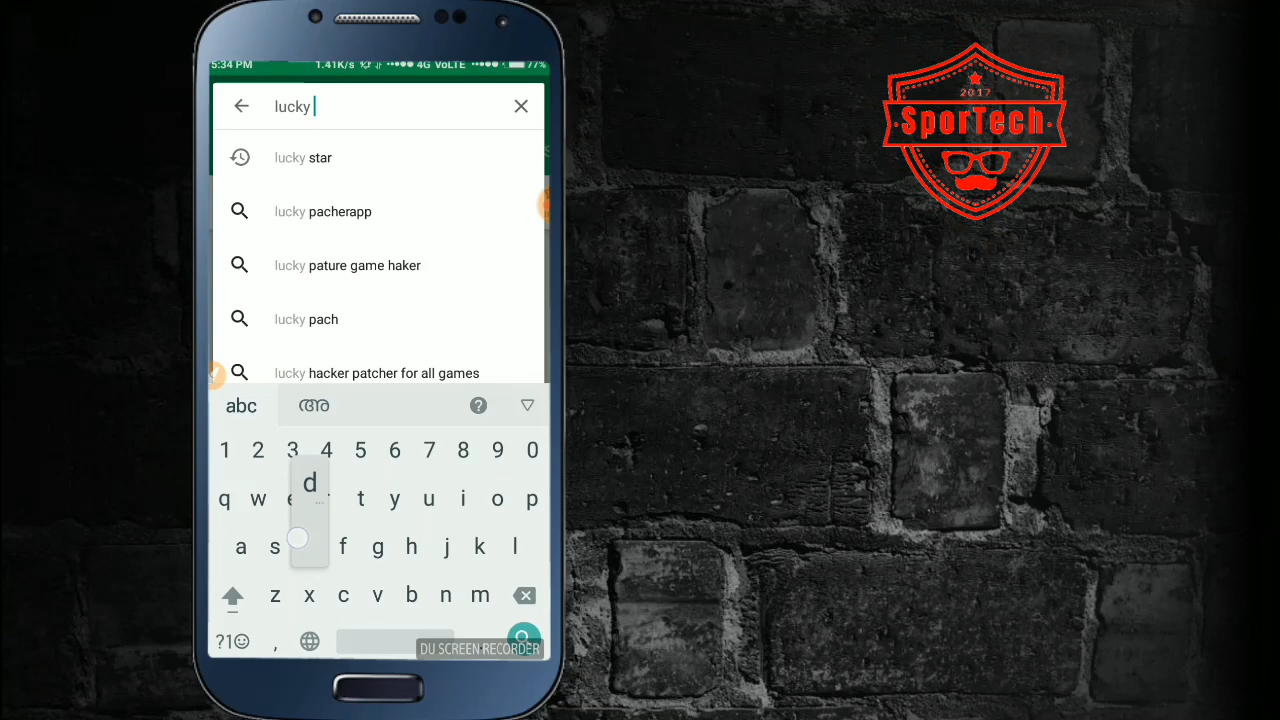 5:34 PM 1.41K/s 4G VoLTE 77%
lucky
lucky star
lucky pacherapp
lucky pature game haker
lucky pach
lucky hacker patcher for all games
abc അ ?
1 2 3 4 5 6 7 8 9 0
d
q w e t y u i o p
a s f g h j k l
z x c v b n m
?1 ,
DU SCREEN RECORDER
2017
SporTech